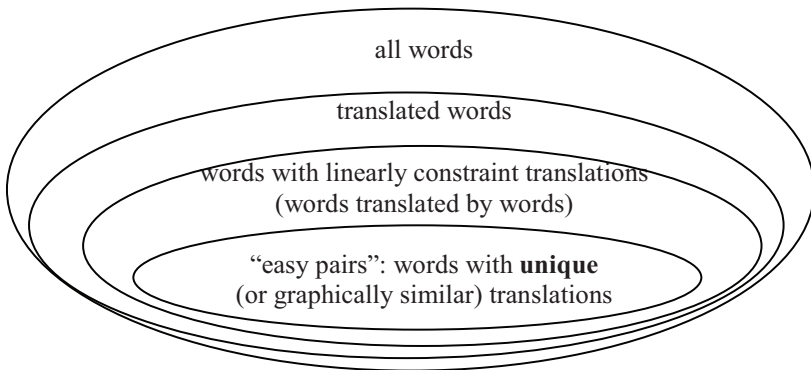 all words
translated words
words with linearly constraint translations
(words translated by words)
“easy pairs”: words with unique
(or graphically similar) translations